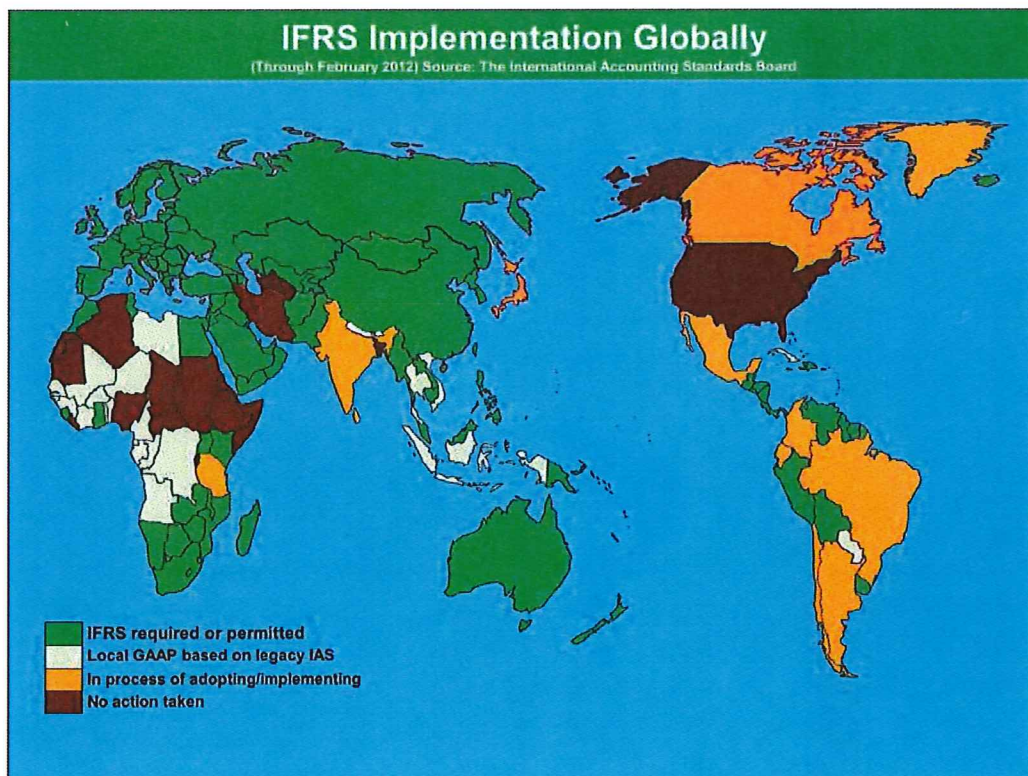 IFRS Implementation Globally
(Through February 2012) Source: The International Accounting Standards Board
IFRS required or permitted
Local GAAP based on legacy IAS
In process of adopting/implementing
No action taken